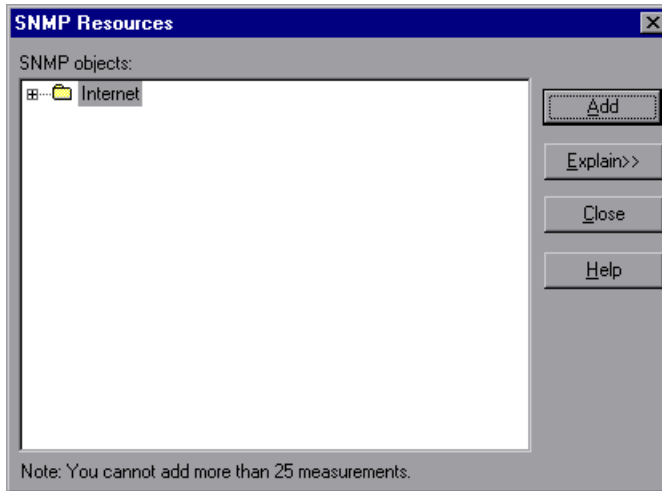 SNMP Resources
SNMP objects:
Internet
Add
Explain>>
Close
Help
Note: You cannot add more than 25 measurements.